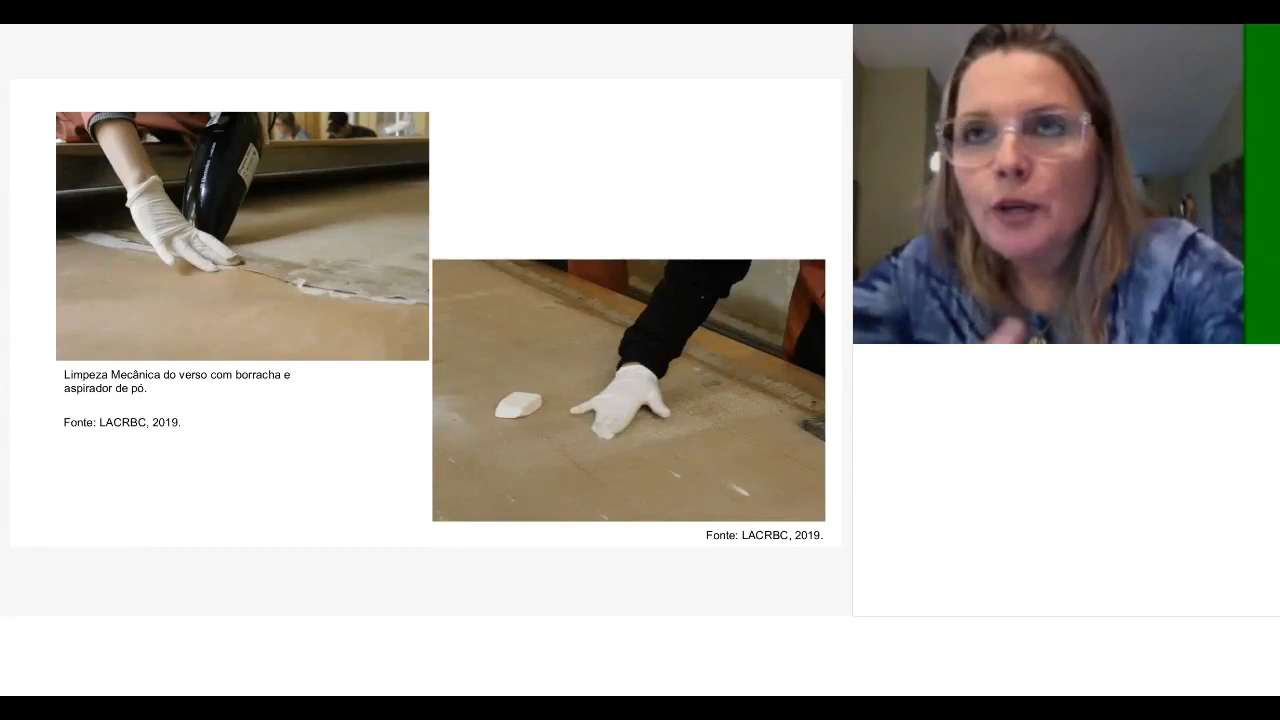 Limpeza Mecânica do verso com borracha e
aspirador de pó.
Fonte: LACRBC, 2019.
Fonte: LACRBC, 2019.